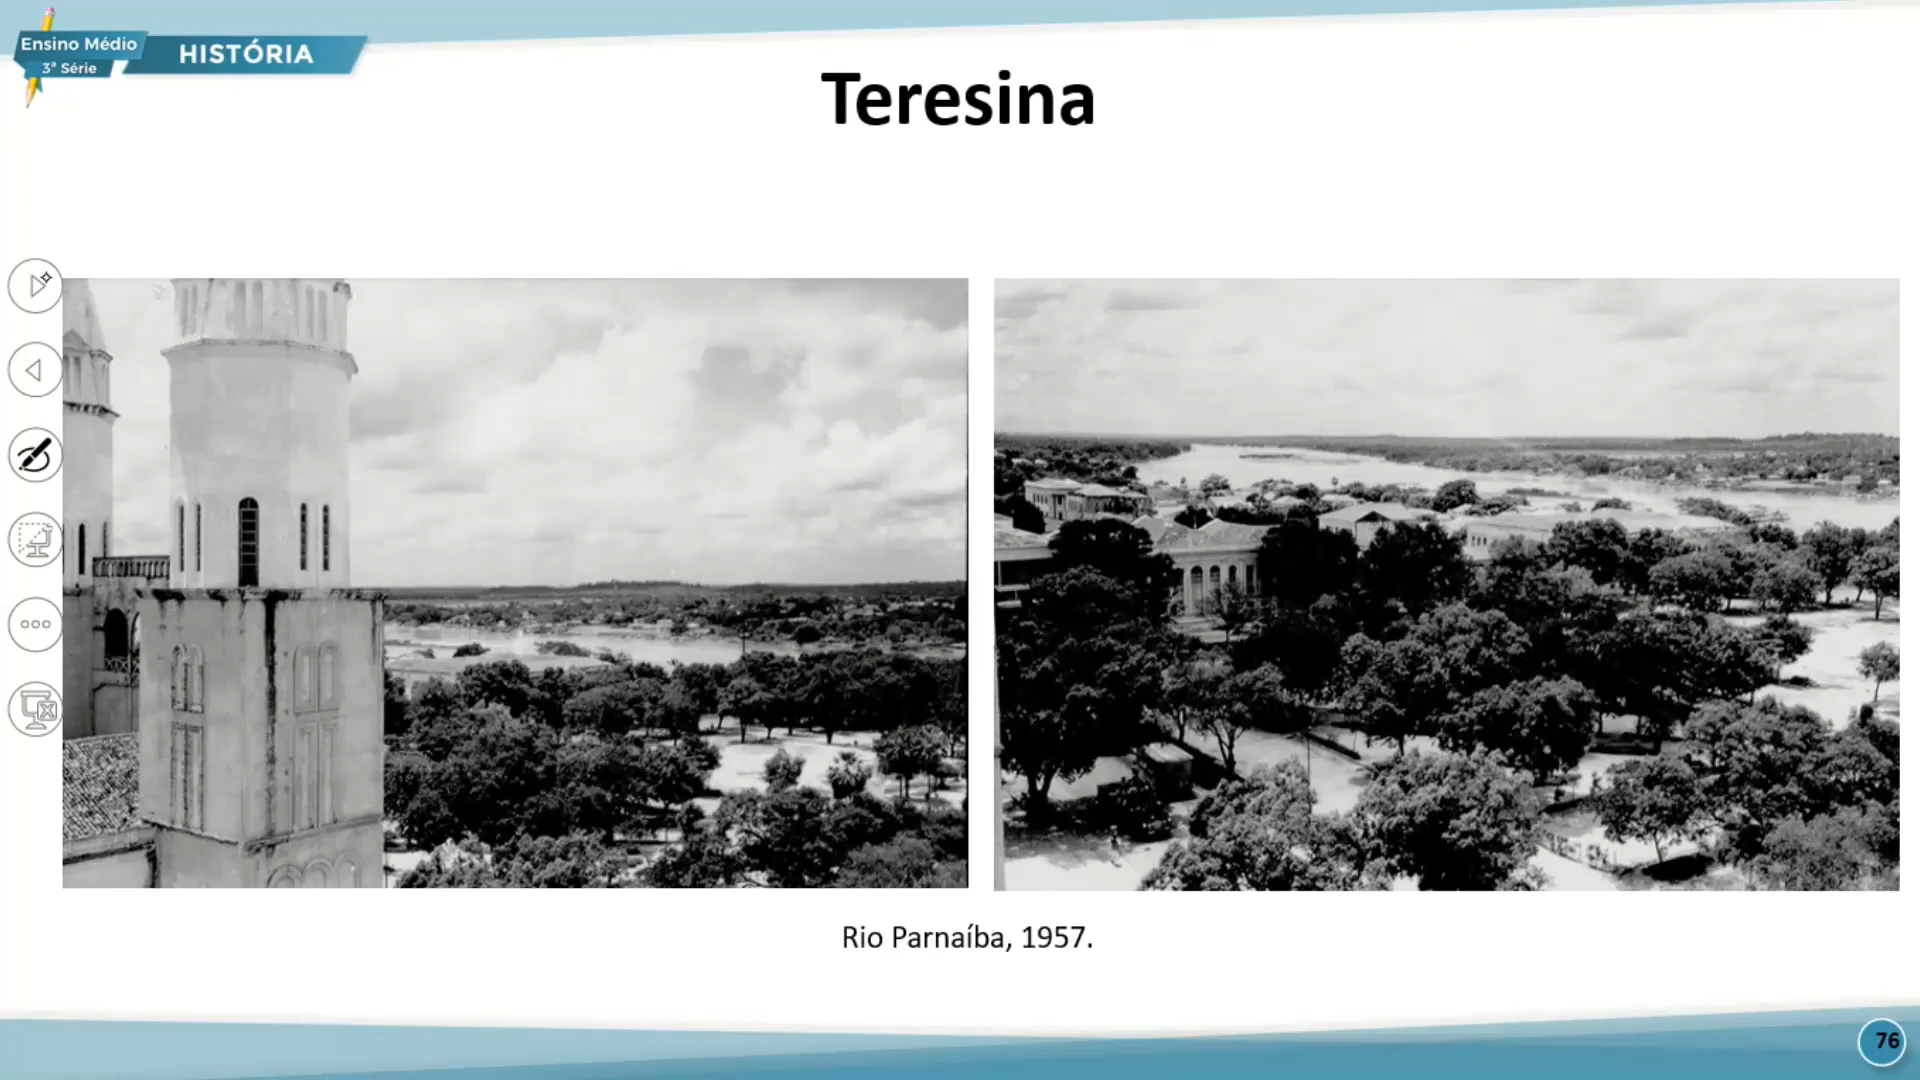 Ensino Médio
3ª Série
HISTÓRIA
Teresina
Rio Parnaíba, 1957.
76